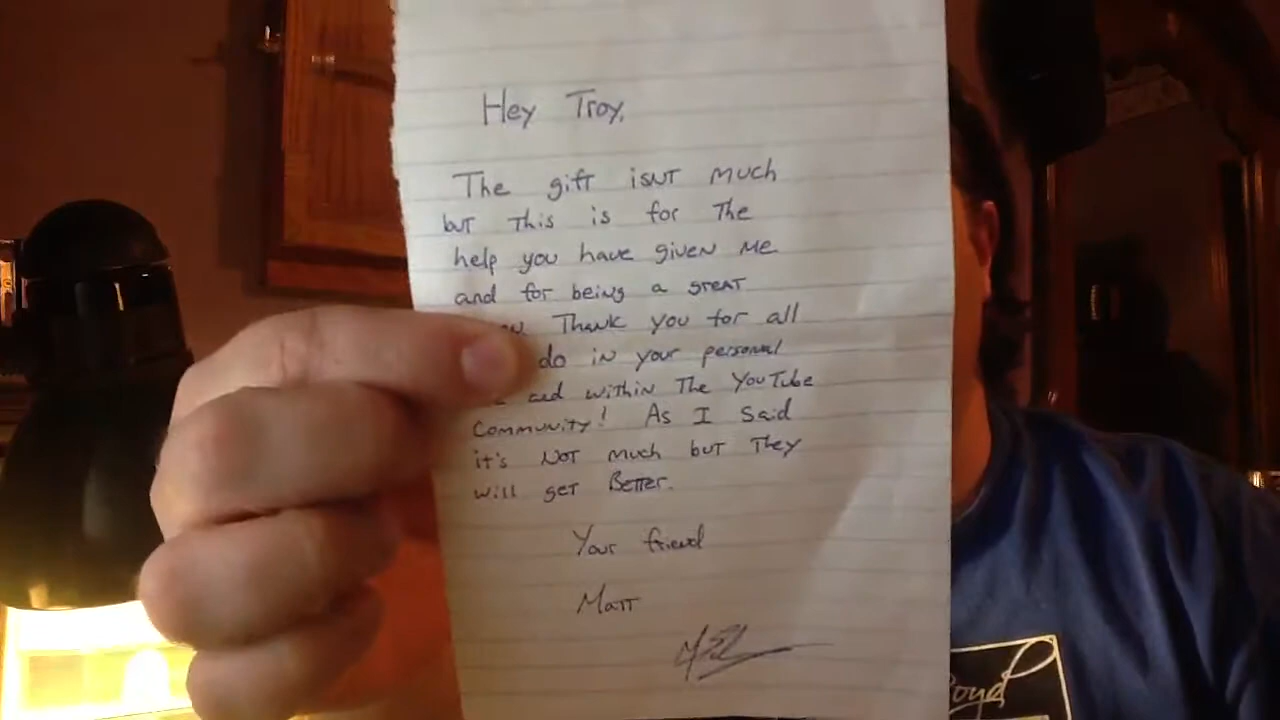 Hey Troy,
The gift isnt much
but this is for the
help you have given me
and for being a great
Thank you for all
do in your personal
and within the YouTube
Community! As I said
it's not much but they
will get Better.
Your friend
Matt